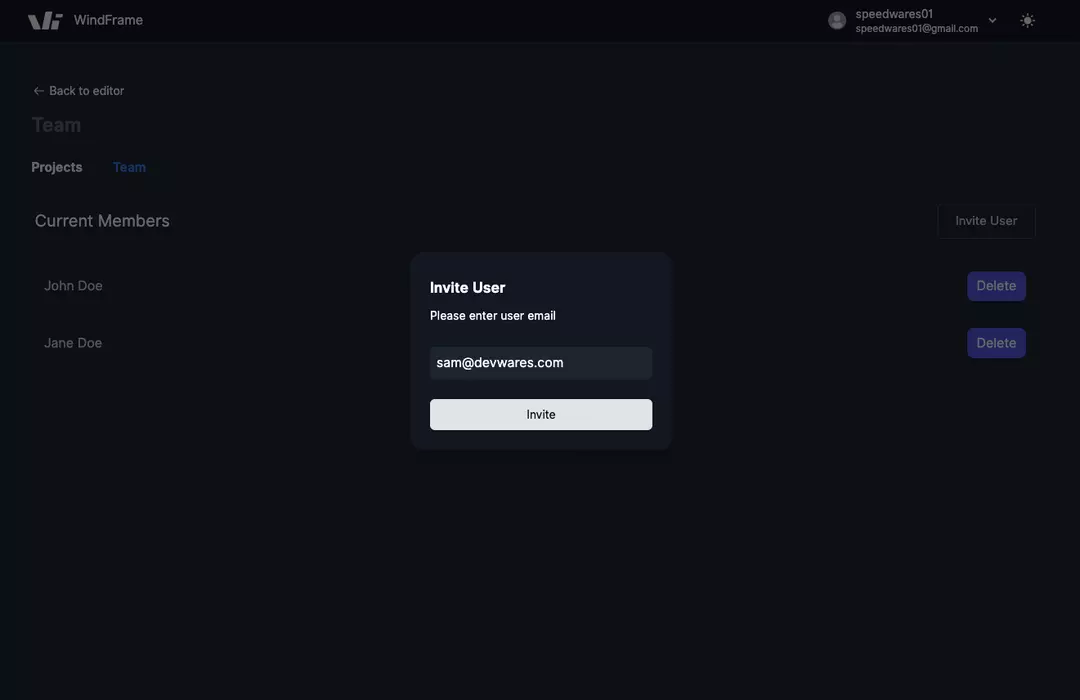 WindFrame
speedwares01
speedwares01@gmail.com
← Back to editor
Team
Projects Team
Current Members
Invite User
John Doe
Delete
Jane Doe
Delete
Invite User
Please enter user email
sam@devwares.com
Invite